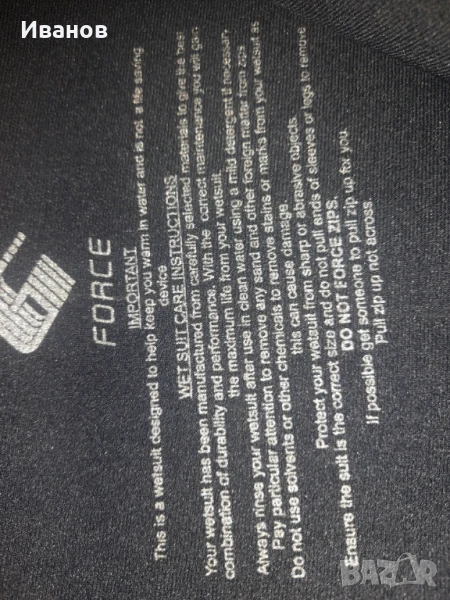 Иванов
FORCE
IMPORTANT
This is a wetsuit designed to help keep you warm in water and is not a life saving
device
WET SUIT CARE INSTRUCTIONS
Your wetsuit has been manufactured from carefully selected materials to give the best
combination of durability and performance. With the correct maintenance you will gain
the maximum life from your wetsuit.
Always rinse your wetsuit after use in clean water using a mild detergent if necessary.
Pay particular attention to remove any sand and other foreign matter from zips
Do not use solvents or other chemicals to remove stains or marks from your wetsuit as
this can cause damage.
Protect your wetsuit from sharp or abrasive objects.
Ensure the suit is the correct size and do not pull ends of sleeves or legs to remove
DO NOT FORCE ZIPS.
If possible get someone to pull zip up for you
Pull zip up not across.
BAZAR